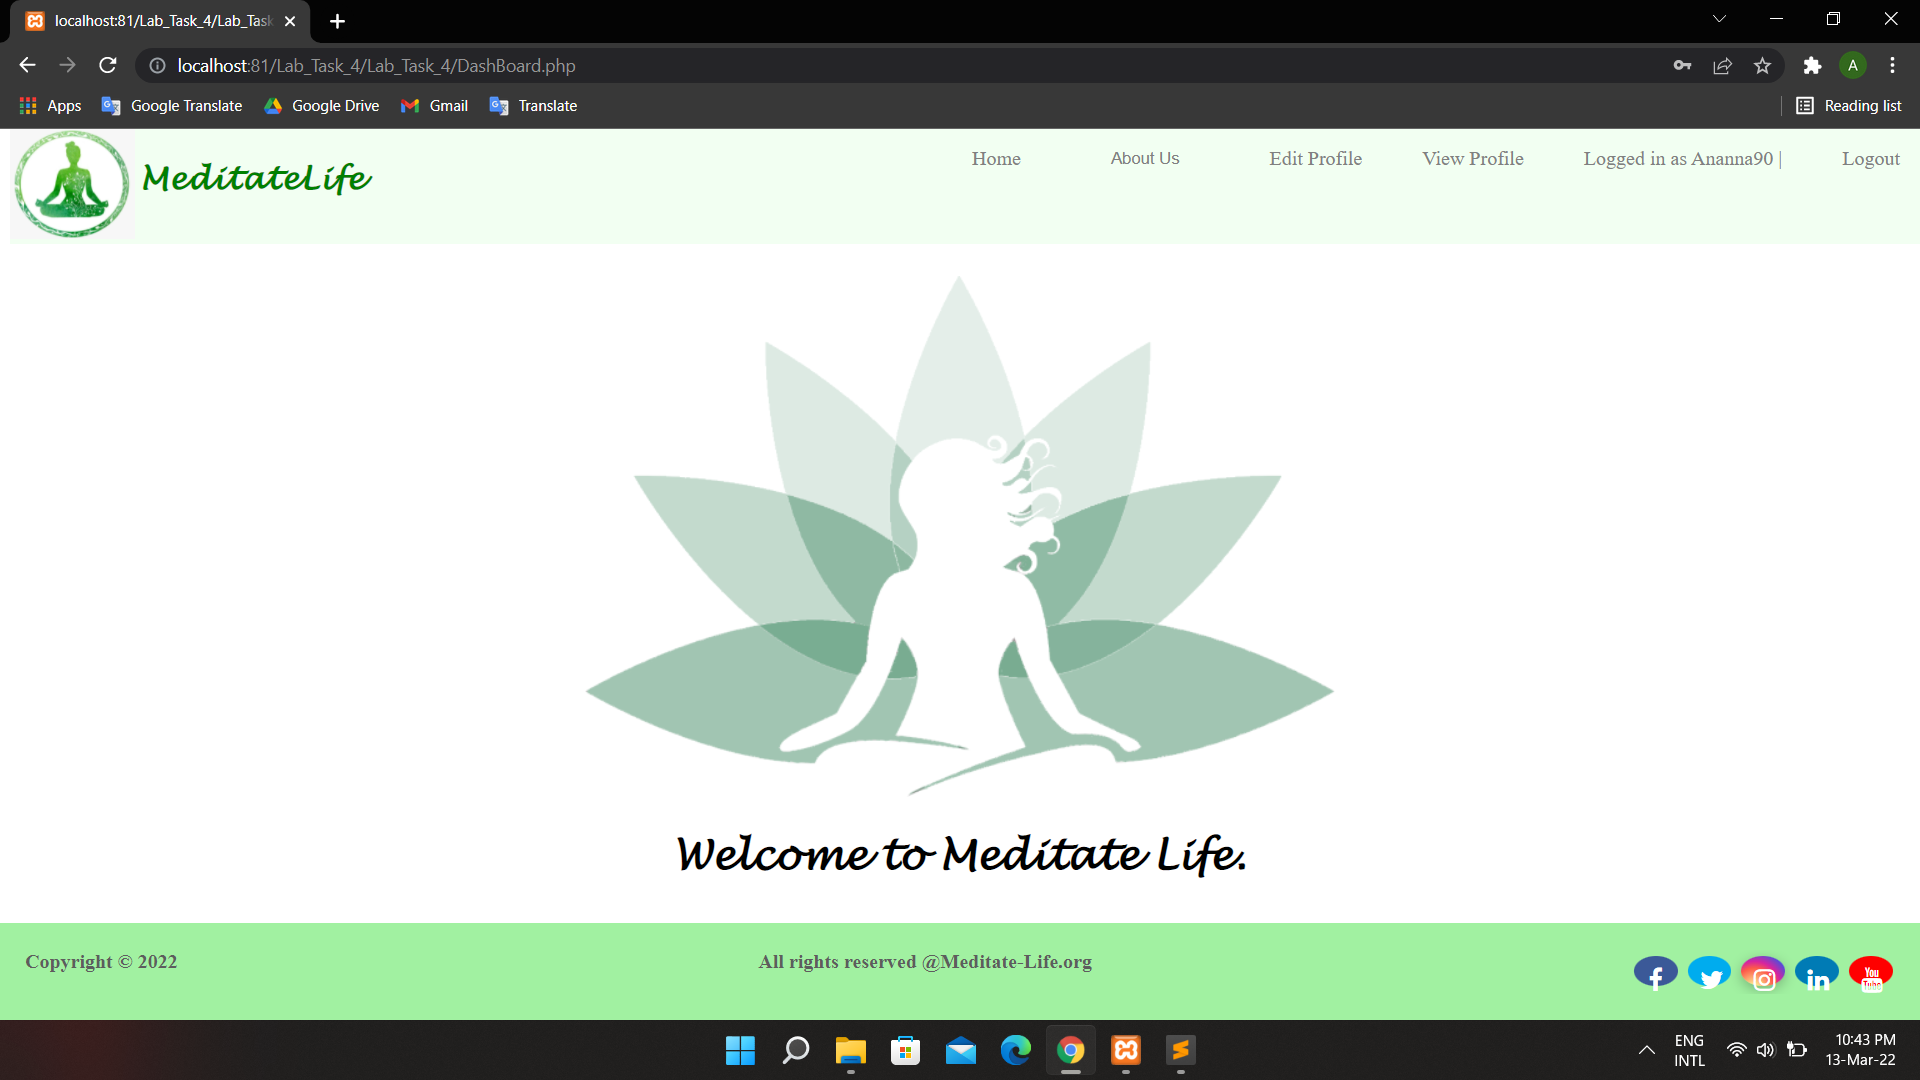 localhost:81/Lab_Task_4/Lab_Task
localhost:81/Lab_Task_4/Lab_Task_4/DashBoard.php
A
Apps Google Translate Google Drive Gmail Translate Reading list
MeditateLife
Home About Us Edit Profile View Profile Logged in as Ananna90 | Logout
Welcome to Meditate Life.
Copyright © 2022 All rights reserved @Meditate-Life.org
You
Tube
ENG
INTL
10:43 PM
13-Mar-22